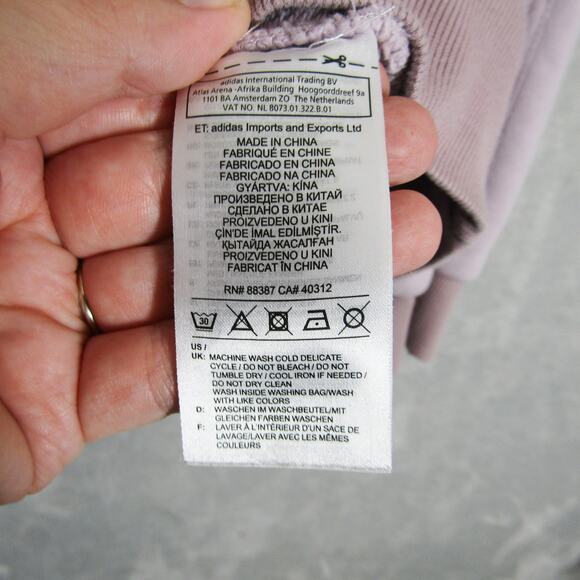 adidas International Trading BV
Atlas Arena -Afrika Building Hoogoorddreef 9a
1101 BA Amsterdam ZO The Netherlands
VAT NO: NL 8073.01.322.B.01
ET: adidas Imports and Exports Ltd
MADE IN CHINA
FABRIQUÉ EN CHINE
FABRICADO EN CHINA
FABRICADO NA CHINA
GYÁRTVA: KÍNA
ПРОИЗВЕДЕНО В КИТАЙ
СДЕЛАНО В КИТАЕ
PROIZVEDENO U KINI
ÇIN'DE IMAL EDİLMİŞTİR.
ҚЫТАЙДА ЖАСАЛҒАН
PROIZVEDENO U KINI
FABRICAT ÎN CHINA
RN# 88387 CA# 40312
30
US /
UK: MACHINE WASH COLD DELICATE
CYCLE / DO NOT BLEACH / DO NOT
TUMBLE DRY / COOL IRON IF NEEDED /
DO NOT DRY CLEAN
WASH INSIDE WASHING BAG/WASH
WITH LIKE COLORS
D: WASCHEN IM WASCHBEUTEL/MIT
GLEICHEN FARBEN WASCHEN
F: LAVER À L'INTÉRIEUR D'UN SAC DE
LAVAGE/LAVER AVEC LES MÊMES
COULEURS